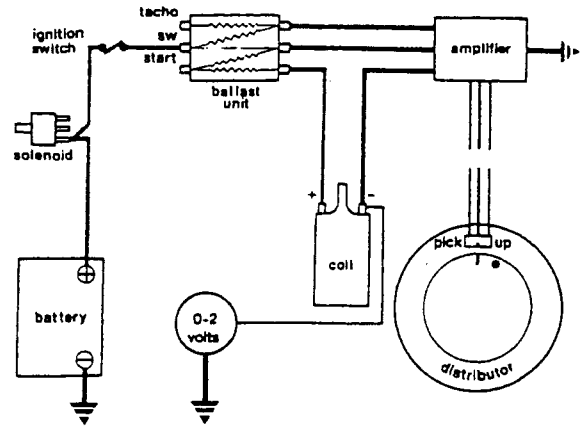 tacho
ignition
switch
sw
start
ballast
unit
amplifier
solenoid
+
-
coil
pick up
battery
0-2
volts
distributor